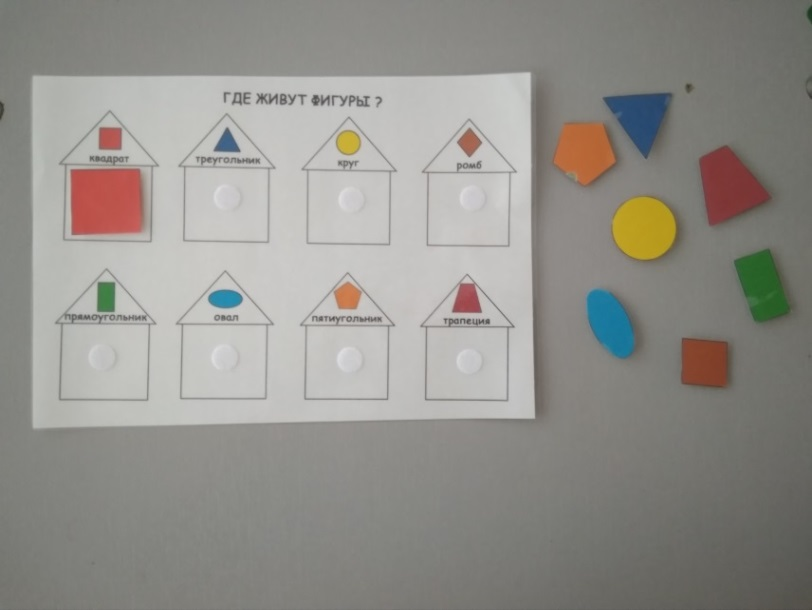 ГДЕ ЖИВУТ ФИГУРЫ ?
квадрат
треугольник
круг
ромб
прямоугольник
овал
пятиугольник
трапеция